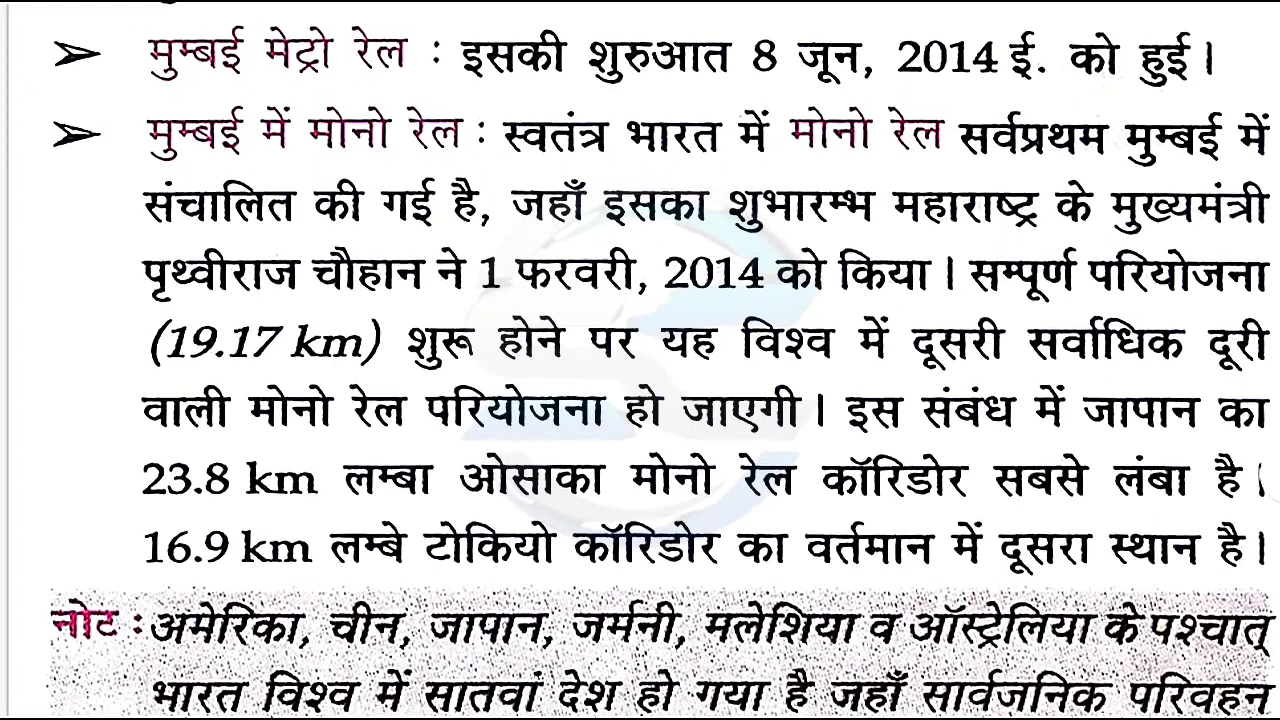 ➢ मुम्बई मेट्रो रेल : इसकी शुरुआत 8 जून, 2014 ई. को हुई।
➢ मुम्बई में मोनो रेल : स्वतंत्र भारत में मोनो रेल सर्वप्रथम मुम्बई में
संचालित की गई है, जहाँ इसका शुभारम्भ महाराष्ट्र के मुख्यमंत्री
पृथ्वीराज चौहान ने 1 फरवरी, 2014 को किया। सम्पूर्ण परियोजना
(19.17 km) शुरू होने पर यह विश्व में दूसरी सर्वाधिक दूरी
वाली मोनो रेल परियोजना हो जाएगी। इस संबंध में जापान का
23.8 km लम्बा ओसाका मोनो रेल कॉरिडोर सबसे लंबा है।
16.9 km लम्बे टोकियो कॉरिडोर का वर्तमान में दूसरा स्थान है।
नोट : अमेरिका, चीन, जापान, जर्मनी, मलेशिया व ऑस्ट्रेलिया के पश्चात्
भारत विश्व में सातवां देश हो गया है जहाँ सार्वजनिक परिवहन